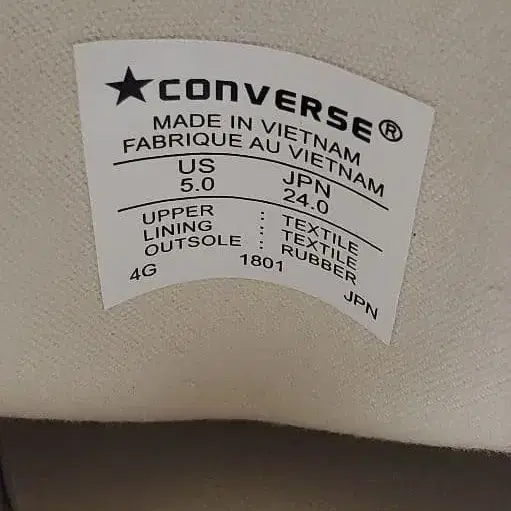 ★CONVERSE®
MADE IN VIETNAM
FABRIQUE AU VIETNAM
US JPN
5.0 24.0
UPPER : TEXTILE
LINING : TEXTILE
OUTSOLE : RUBBER
4G 1801 JPN